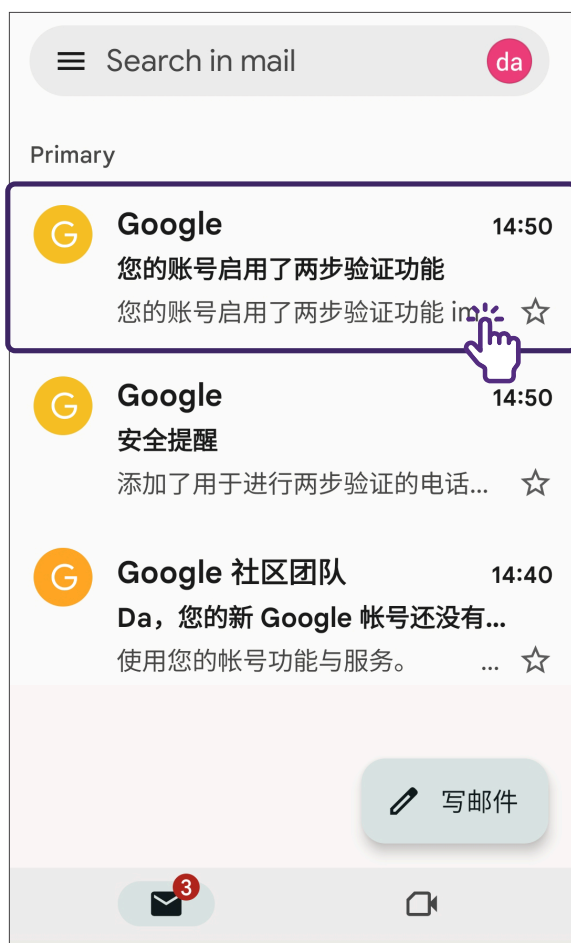 Search in mail
da
Primary
G
Google
14:50
您的账号启用了两步验证功能
您的账号启用了两步验证功能
G
Google
14:50
安全提醒
添加了用于进行两步验证的电话...
G
Google 社区团队
14:40
Da，您的新 Google 帐号还没有...
使用您的帐号功能与服务。 ...
写邮件
3